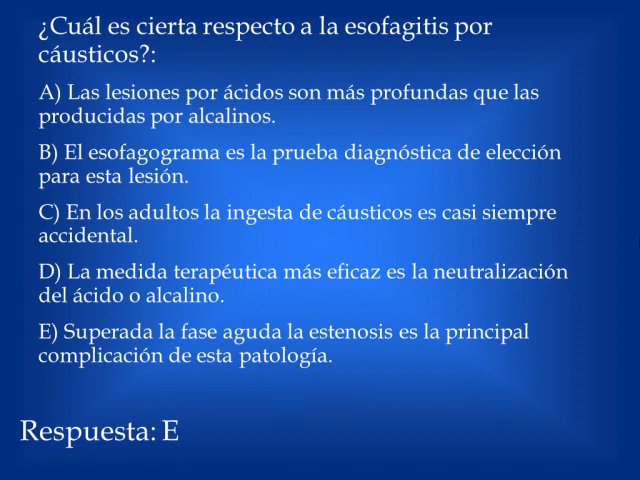 ¿Cuál es cierta respecto a la esofagitis por
cáusticos?:
A) Las lesiones por ácidos son más profundas que las
producidas por alcalinos.
B) El esofagograma es la prueba diagnóstica de elección
para esta lesión.
C) En los adultos la ingesta de cáusticos es casi siempre
accidental.
D) La medida terapéutica más eficaz es la neutralización
del ácido o alcalino.
E) Superada la fase aguda la estenosis es la principal
complicación de esta patología.
Respuesta: E